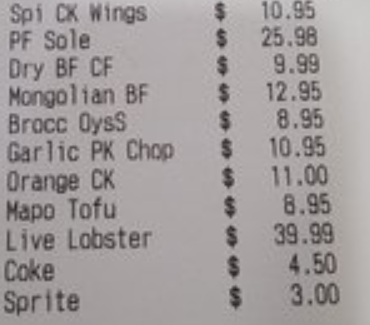 Spi CK Wings $ 10.95
PF Sole $ 25.98
Dry BF CF $ 9.99
Mongolian BF $ 12.95
Brocc OysS $ 8.95
Garlic PK Chop $ 10.95
Orange CK $ 11.00
Mapo Tofu $ 8.95
Live Lobster $ 39.99
Coke $ 4.50
Sprite $ 3.00